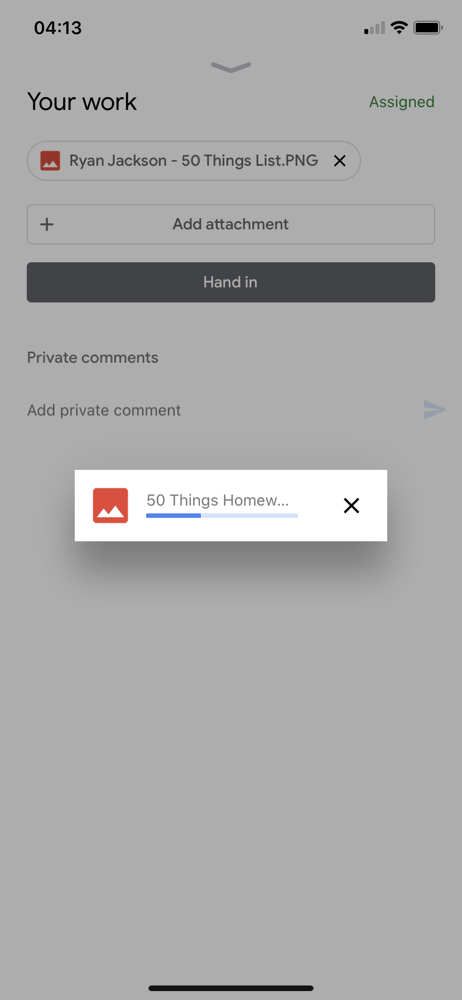 04:13
Your work
Assigned
Ryan Jackson - 50 Things List.PNG
Add attachment
Hand in
Private comments
Add private comment
50 Things Homew...